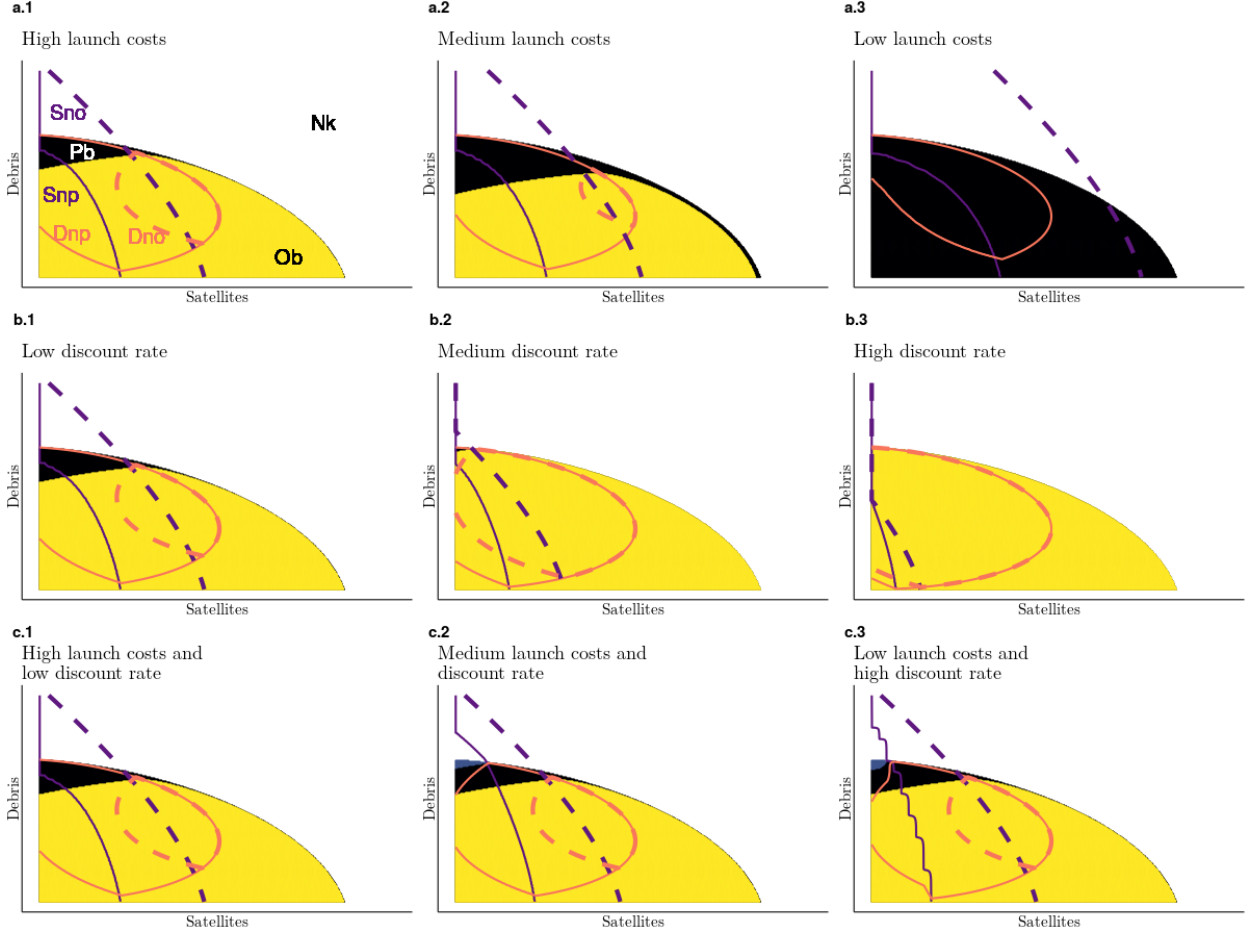 a.1
High launch costs
a.2
Medium launch costs
a.3
Low launch costs
Sno
Nk
Pb
Snp
Dnp
Dno
Ob
Debris
Satellites
Debris
Satellites
Debris
Satellites
b.1
Low discount rate
b.2
Medium discount rate
b.3
High discount rate
Debris
Satellites
Debris
Satellites
Debris
Satellites
c.1
High launch costs and
low discount rate
c.2
Medium launch costs and
discount rate
c.3
Low launch costs and
high discount rate
Debris
Satellites
Debris
Satellites
Debris
Satellites